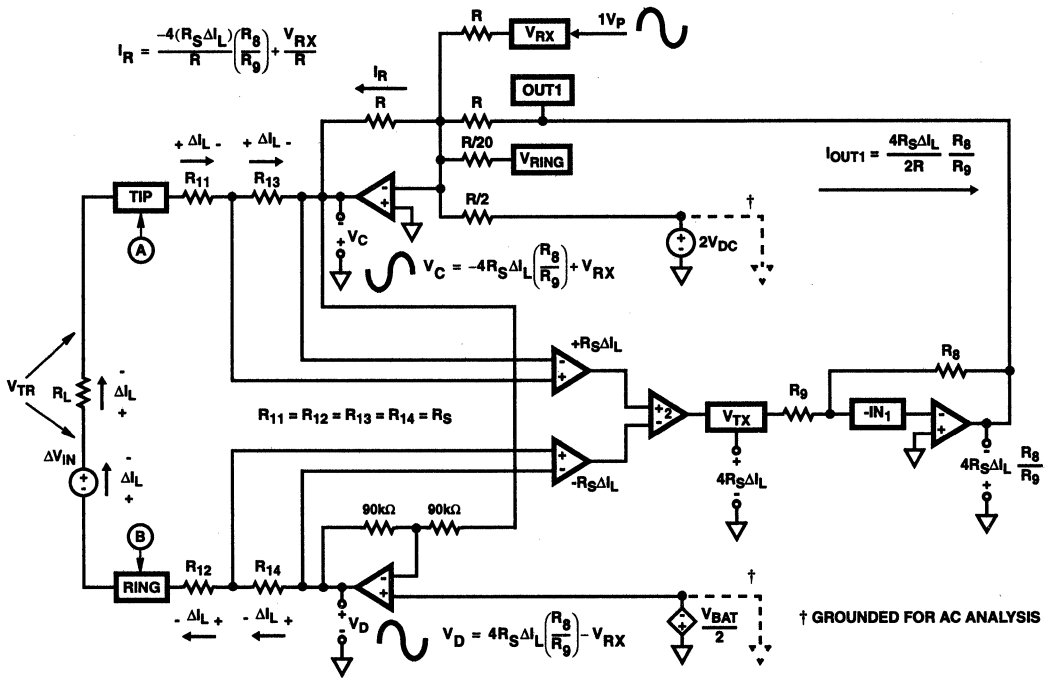 I_R = -4(R_SΔI_L)/R (R_8/R_9) + V_RX/R
R
V_RX
1V_P
I_R
R
R
OUT1
R/20
V_RING
R/2
†
2V_DC
+
-
I_OUT1 = 4R_SΔI_L/2R R_8/R_9
+ ΔI_L -
+ ΔI_L -
TIP
R_11
R_13
-
+
A
-
V_C
+
V_C = -4R_SΔI_L(R_8/R_9) + V_RX
V_TR
R_L
-
ΔI_L
+
ΔV_IN
+
-
-
ΔI_L
+
R_11 = R_12 = R_13 = R_14 = R_S
+R_SΔI_L
-
+
+
-
-R_SΔI_L
+
2
-
V_TX
+
4R_SΔI_L
-
R_9
R_8
-IN_1
-
+
-
4R_SΔI_L R_8/R_9
+
90kΩ
90kΩ
B
RING
R_12
R_14
-
+
- ΔI_L +
- ΔI_L +
+
V_D
-
V_D = 4R_SΔI_L(R_8/R_9) - V_RX
†
-
+
V_BAT/2
† GROUNDED FOR AC ANALYSIS